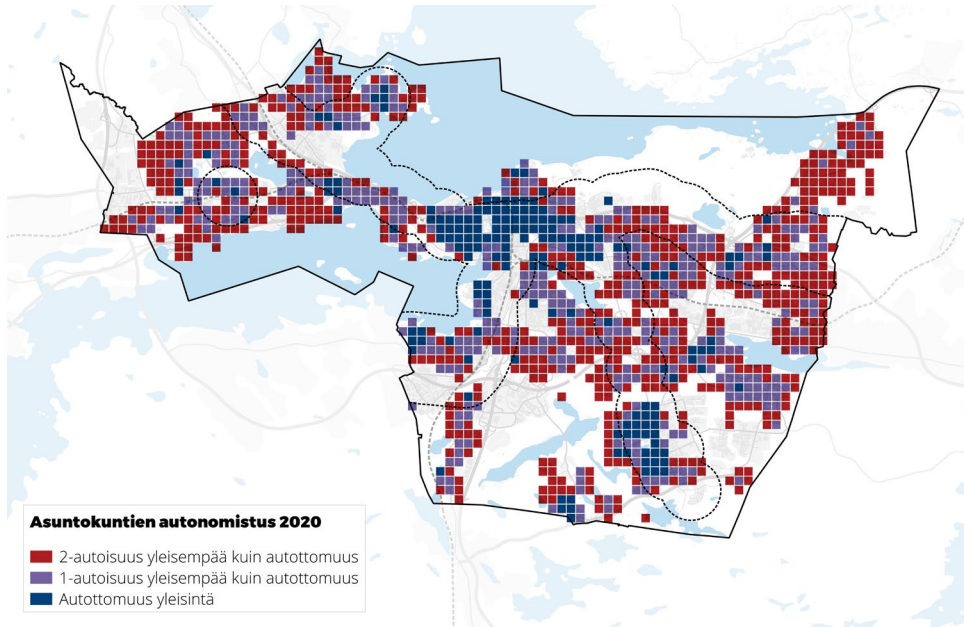 Asuntokuntien autonomistus 2020
2-autoisuus yleisempää kuin autottomuus
1-autoisuus yleisempää kuin autottomuus
Autottomuus yleisintä